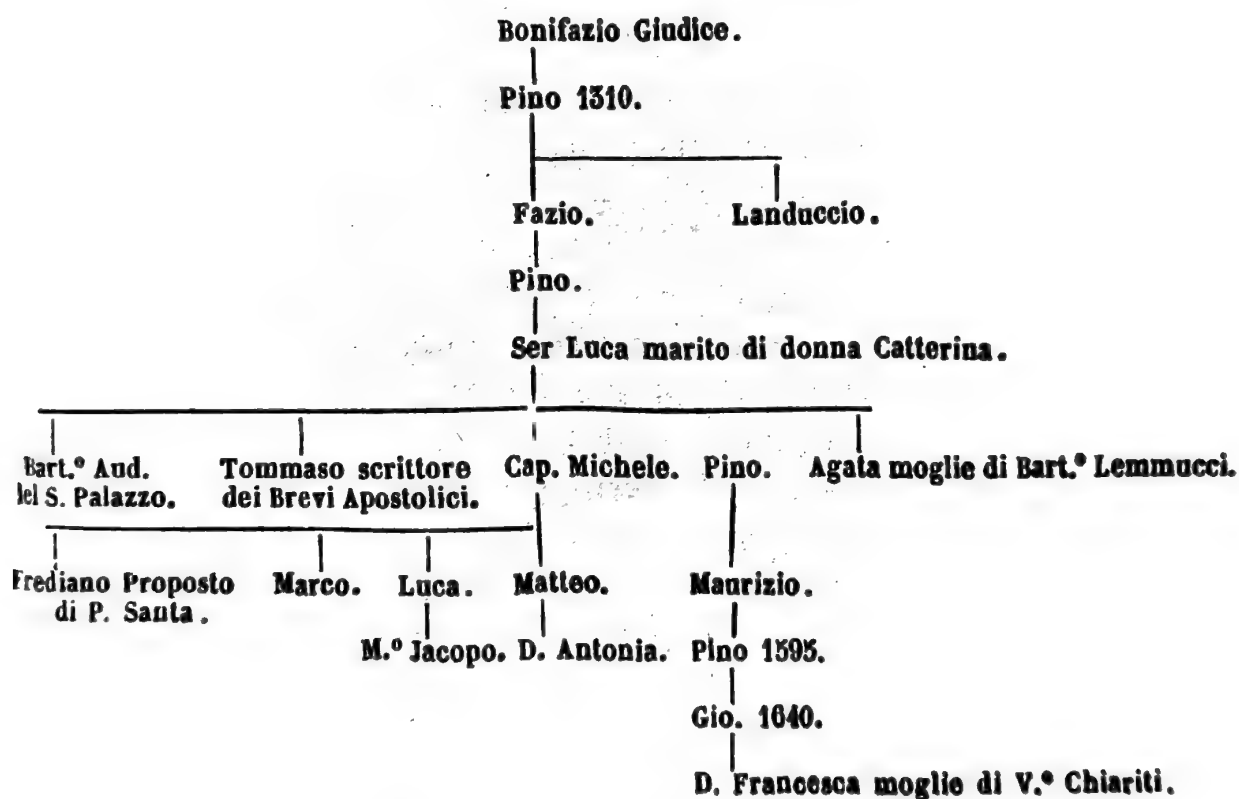 Bonifazio Giudice.
Pino 1310.
Fazio. Landuccio.
Pino.
Ser Luca marito di donna Catterina.
Bart.º Aud. Tommaso scrittore Cap. Michele. Pino. Agata moglie di Bart.º Lemmucci.
del S. Palazzo. dei Brevi Apostolici.
Frediano Proposto Marco. Luca. Matteo. Maurizio.
di P. Santa.
M.º Jacopo. D. Antonia. Pino 1595.
Gio. 1640.
D. Francesca moglie di V.º Chiariti.